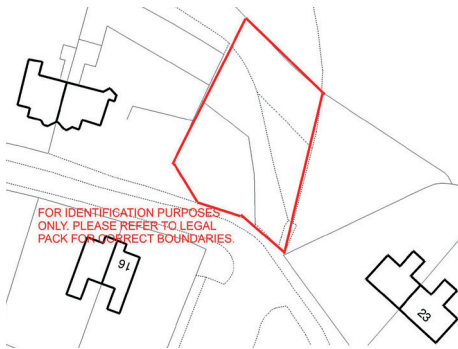 FOR IDENTIFICATION PURPOSES
ONLY. PLEASE REFER TO LEGAL
PACK FOR CORRECT BOUNDARIES.
16
23